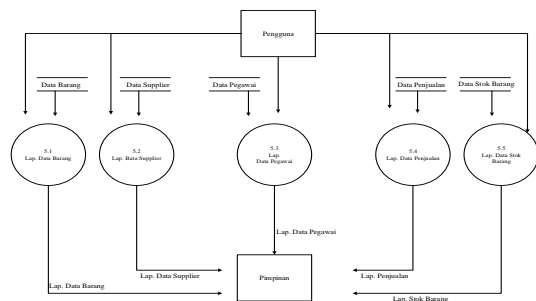 Pengguna
Data Barang
Data Supplier
Data Pegawai
Data Penjualan
Data Stok Barang
5.1
Lap. Data Barang
5.2
Lap. Bata Supplier
5.3
Lap.
Data Pegawai
5.4
Lap. Data Penjualan
5.5
Lap. Data Stok
Barang
Lap. Data Pegawai
Lap. Data Supplier
Pimpinan
Lap. Penjualan
Lap. Data Barang
Lap. Stok Barang